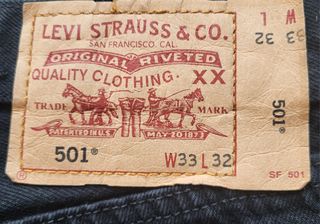 LEVI STRAUSS & CO.
SAN FRANCISCO. CAL.
ORIGINAL RIVETED
QUALITY CLOTHING. XX
TRADE MARK
PATENTED IN U.S. MAY 20 1873
501®
W33 L32
® SF 501
W L
33 32
501®